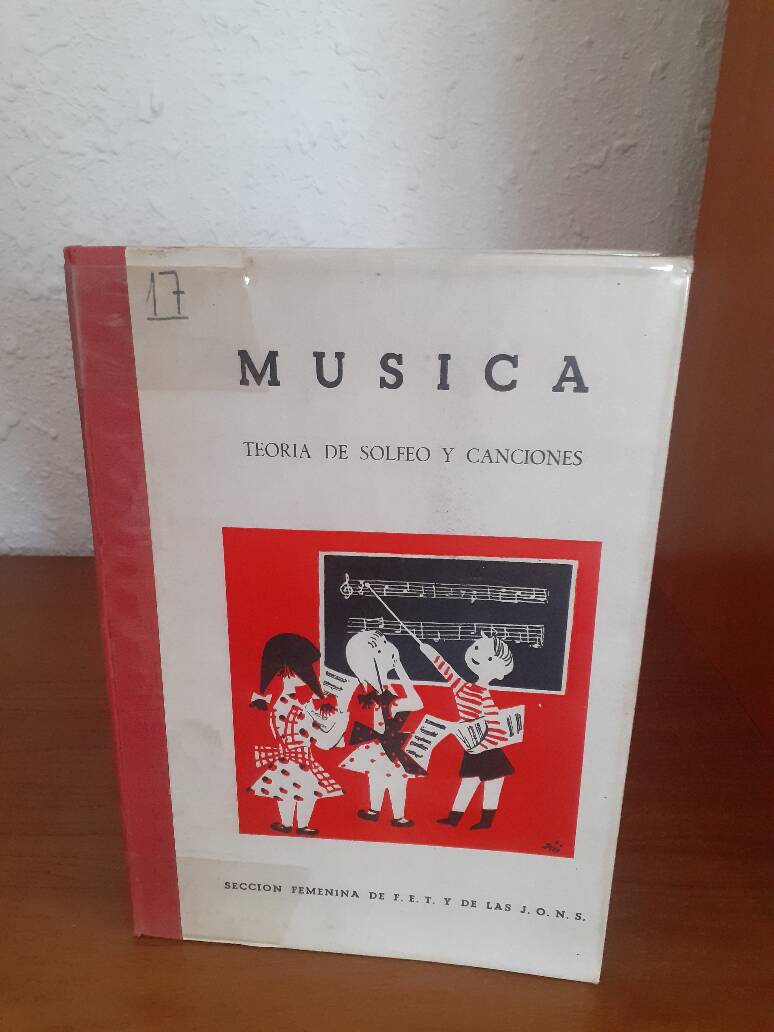 17
MUSICA
TEORIA DE SOLFEO Y CANCIONES
SECCION FEMENINA DE F. E. T. Y DE LAS J. O. N. S.